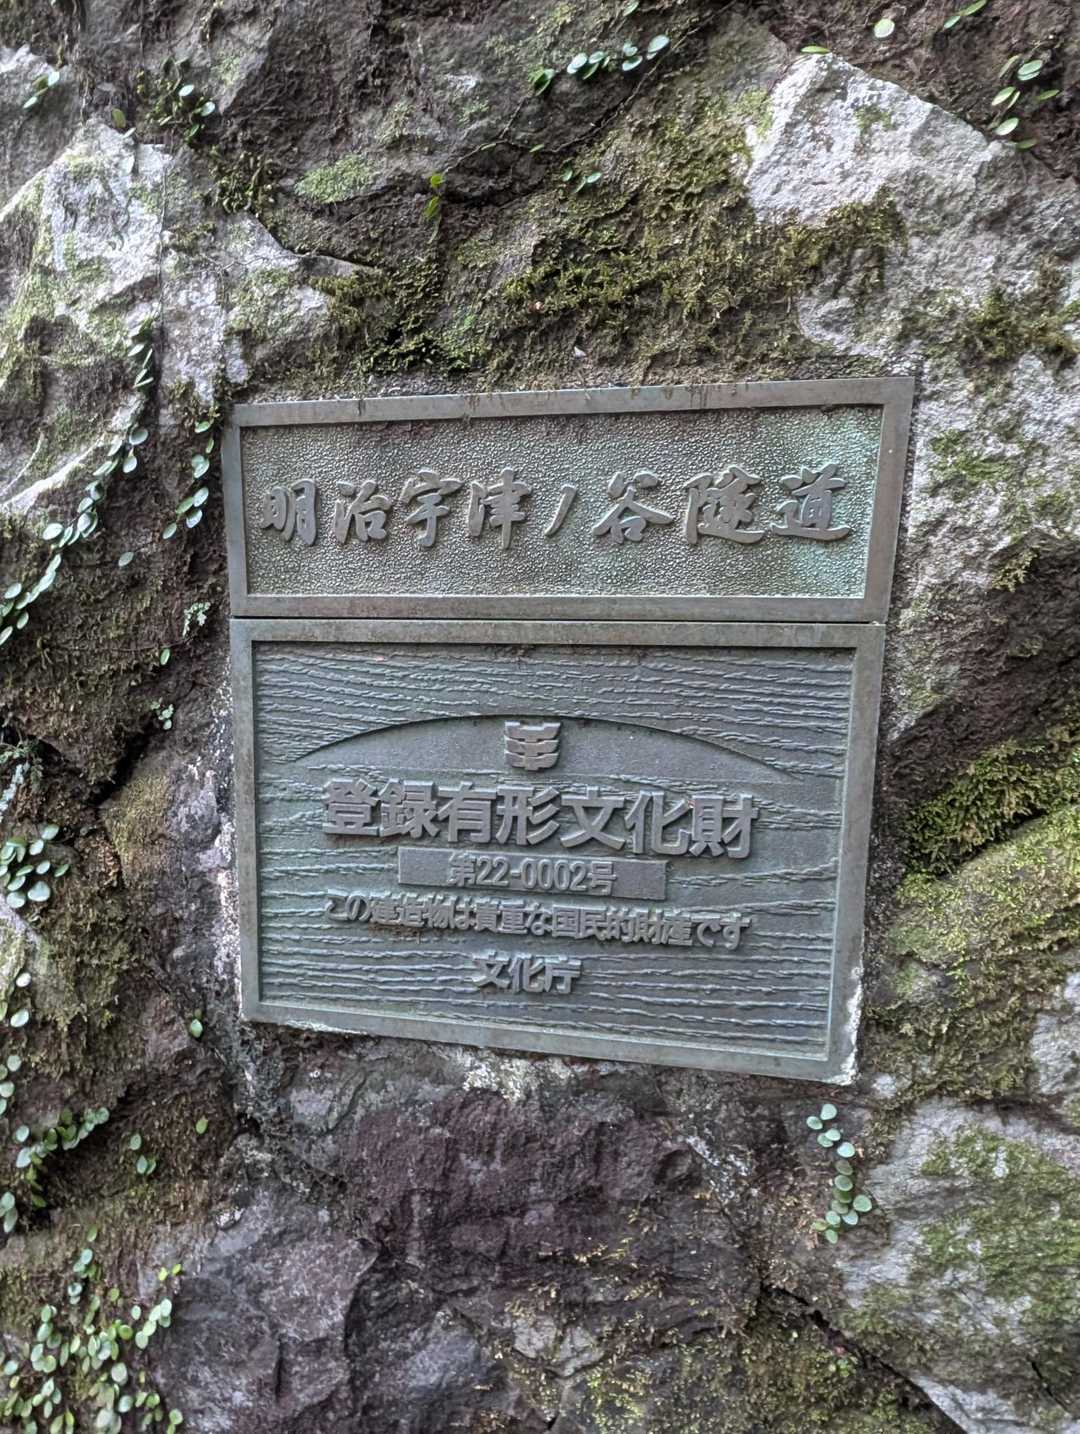 明治宇津ノ谷隧道
登録有形文化財
第22-0002号
この建造物は貴重な国民的財産です
文化庁